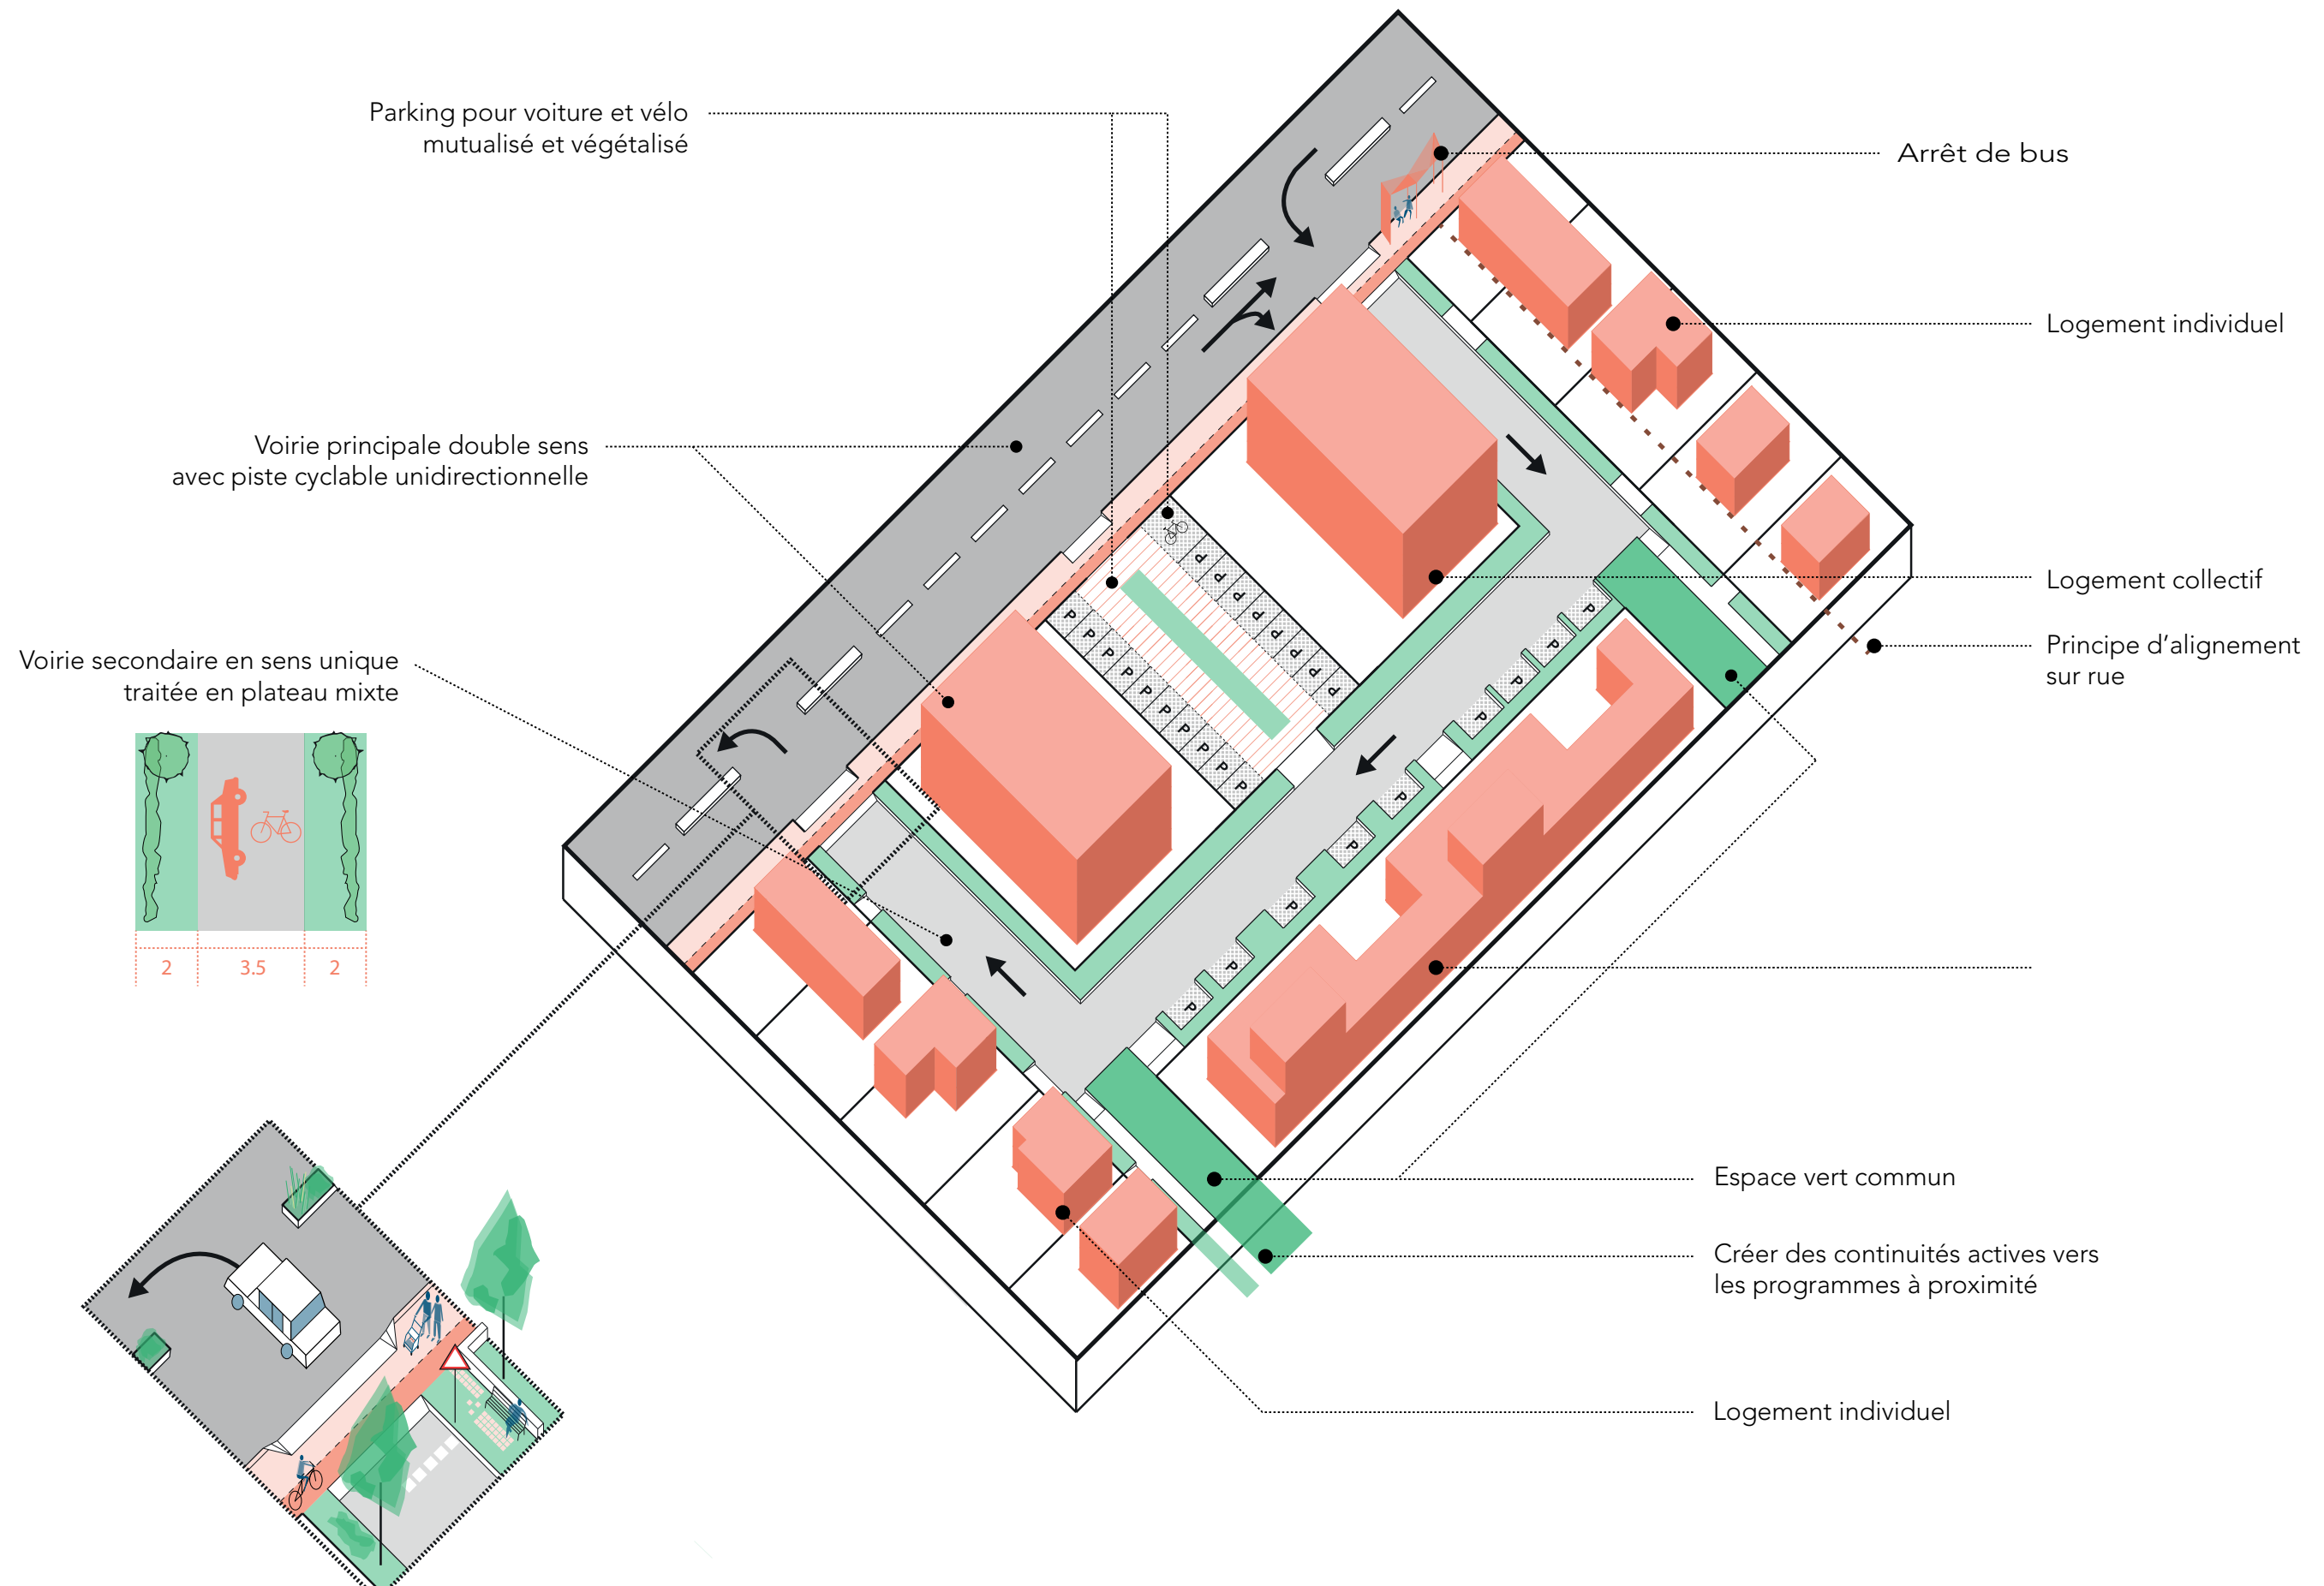 Parking pour voiture et vélo
mutualisé et végétalisé
Arrêt de bus
Logement individuel
Voirie principale double sens
avec piste cyclable unidirectionnelle
Logement collectif
Principe d'alignement
sur rue
Voirie secondaire en sens unique
traitée en plateau mixte
2 3.5 2
P P P P P P P P
P P P P P P P P P P
P P P P
P P P P P
Espace vert commun
Créer des continuités actives vers
les programmes à proximité
Logement individuel